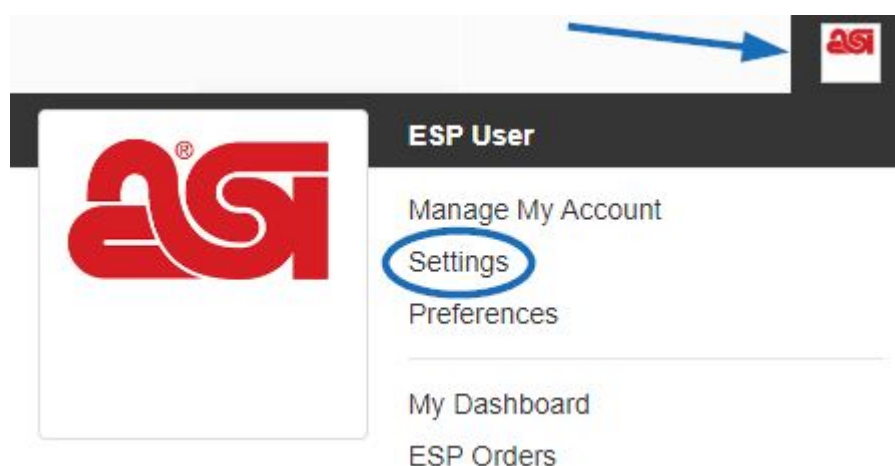 asi
ESP User
asi®
Manage My Account
Settings
Preferences
My Dashboard
ESP Orders